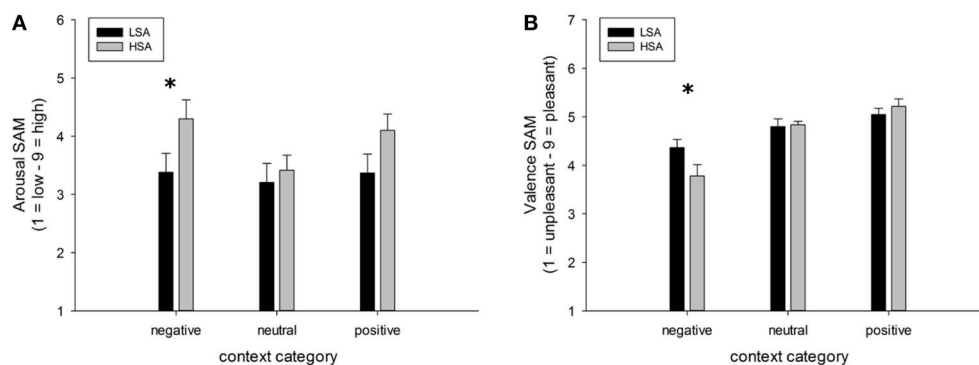 A
LSA
HSA
*
Arousal SAM
(1 = low - 9 = high)
6
5
4
3
2
1
negative neutral positive
context category
B
LSA
HSA
*
Valence SAM
(1 = unpleasant - 9 = pleasant)
7
6
5
4
3
2
1
negative neutral positive
context category